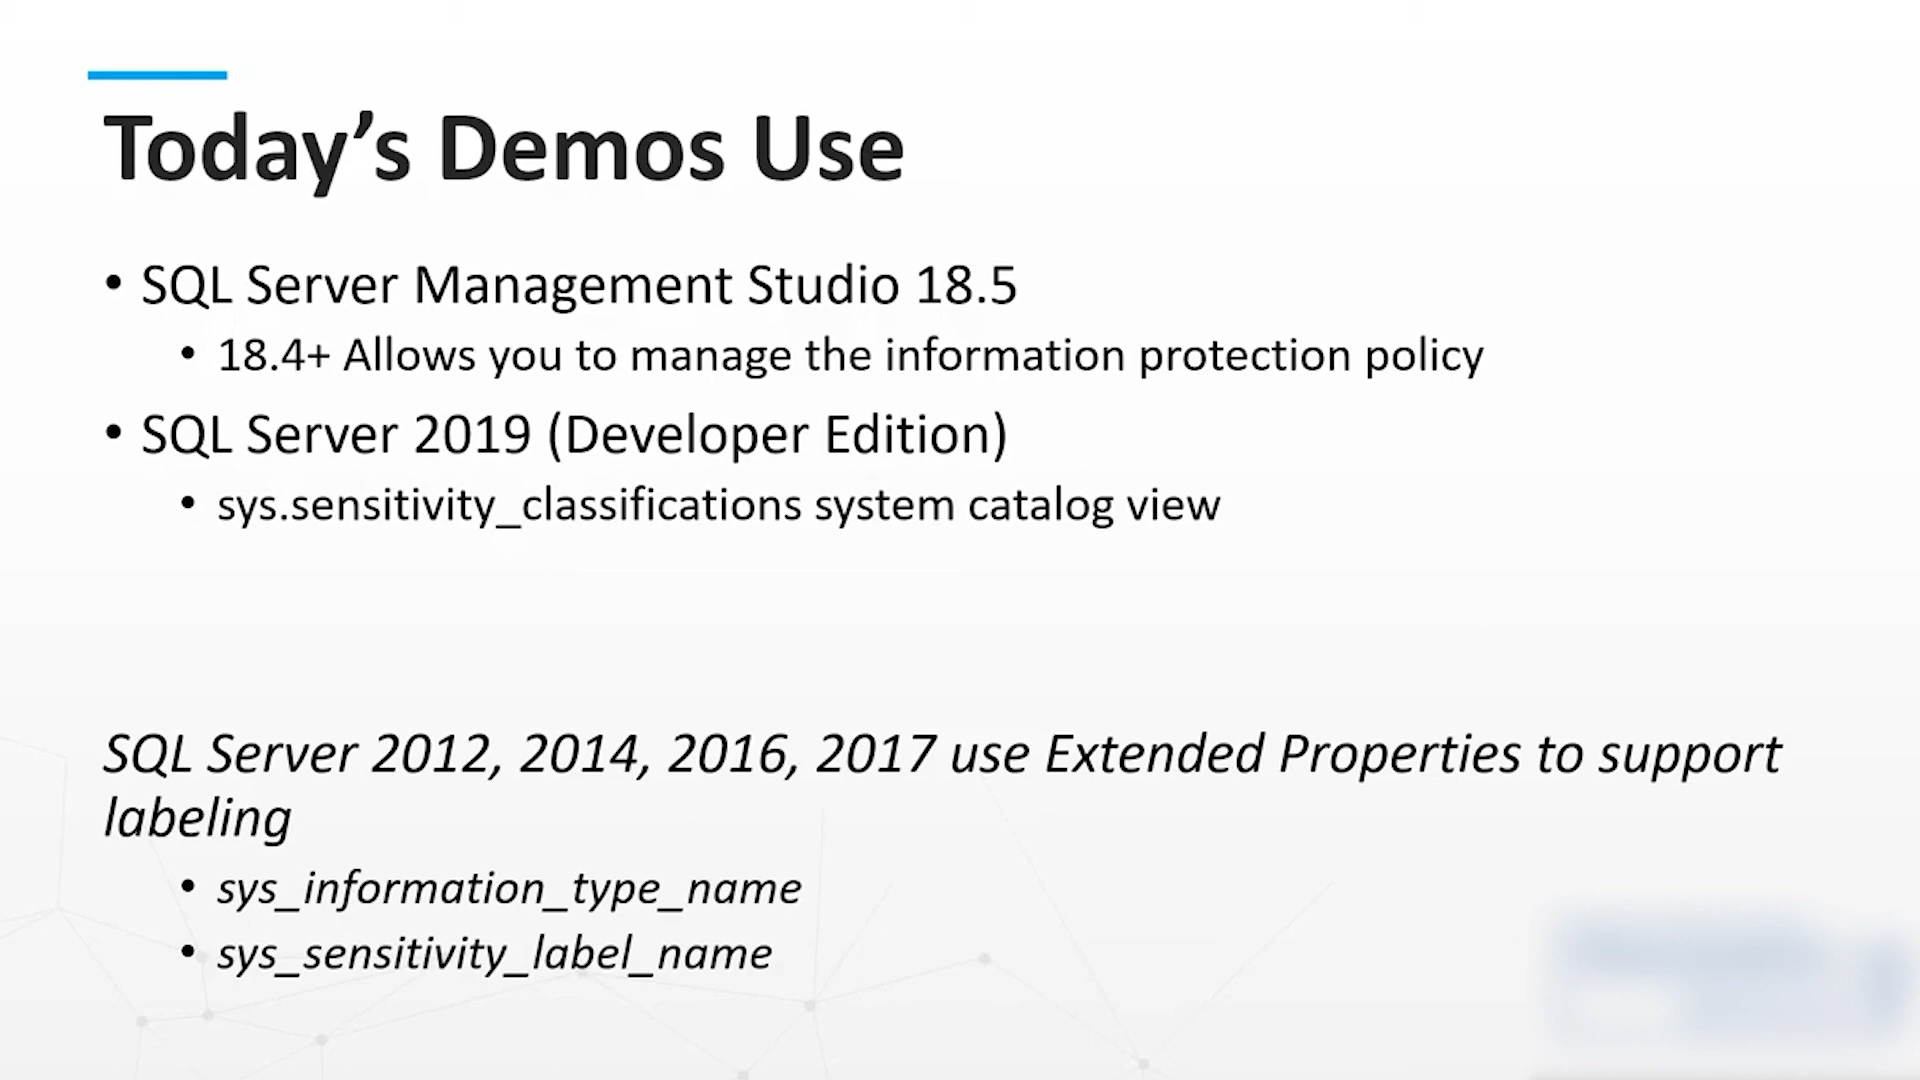 Today’s Demos Use
• SQL Server Management Studio 18.5
• 18.4+ Allows you to manage the information protection policy
• SQL Server 2019 (Developer Edition)
• sys.sensitivity_classifications system catalog view
SQL Server 2012, 2014, 2016, 2017 use Extended Properties to support
labeling
• sys_information_type_name
• sys_sensitivity_label_name